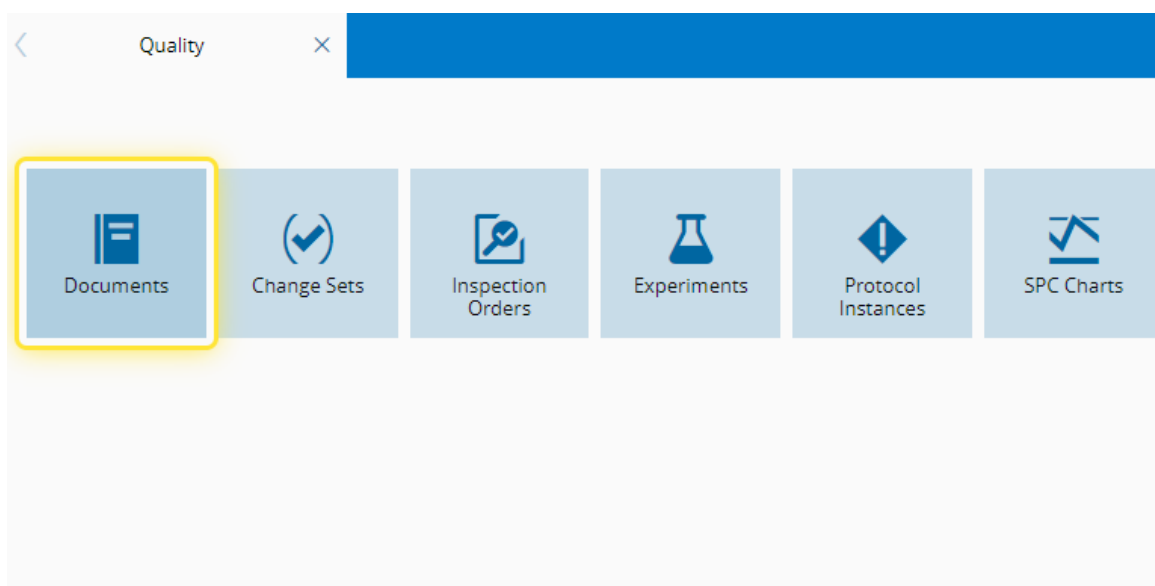 Quality
Documents
Change Sets
Inspection
Orders
Experiments
Protocol
Instances
SPC Charts